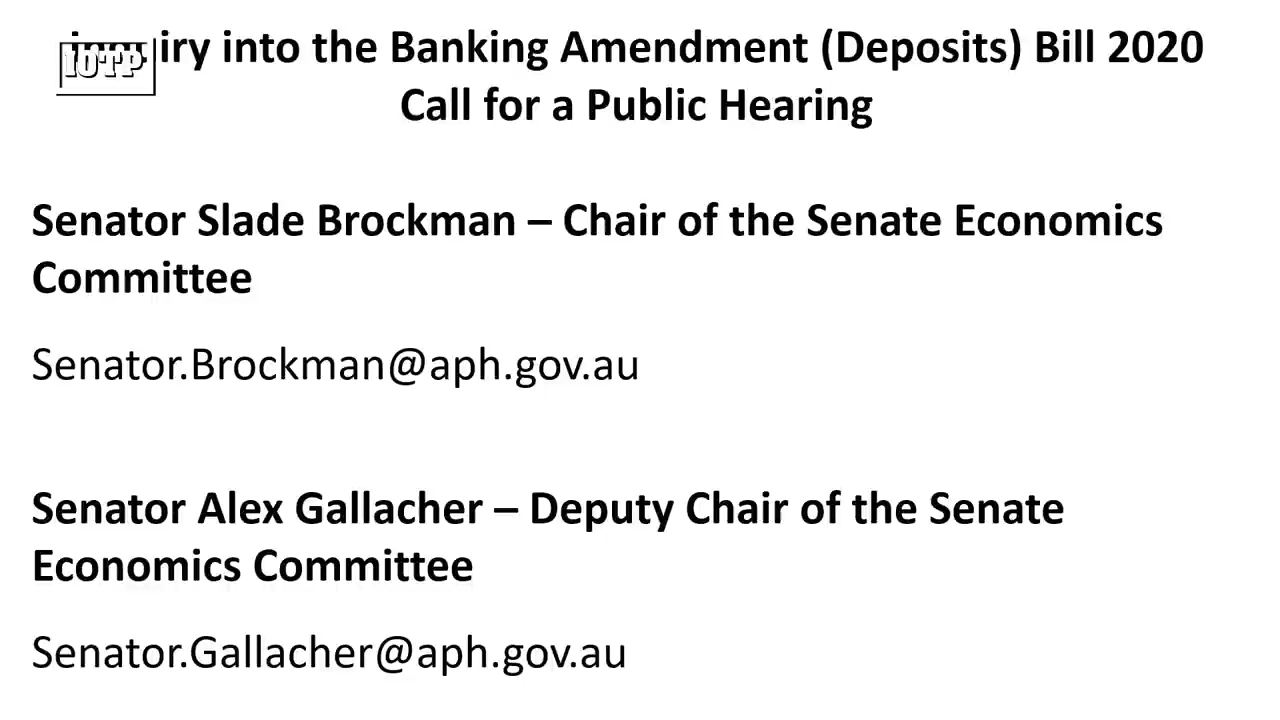 into the Banking Amendment (Deposits) Bill 2020
IOTP
Call for a Public Hearing
Senator Slade Brockman – Chair of the Senate Economics
Committee
Senator.Brockman@aph.gov.au
Senator Alex Gallacher – Deputy Chair of the Senate
Economics Committee
Senator.Gallacher@aph.gov.au